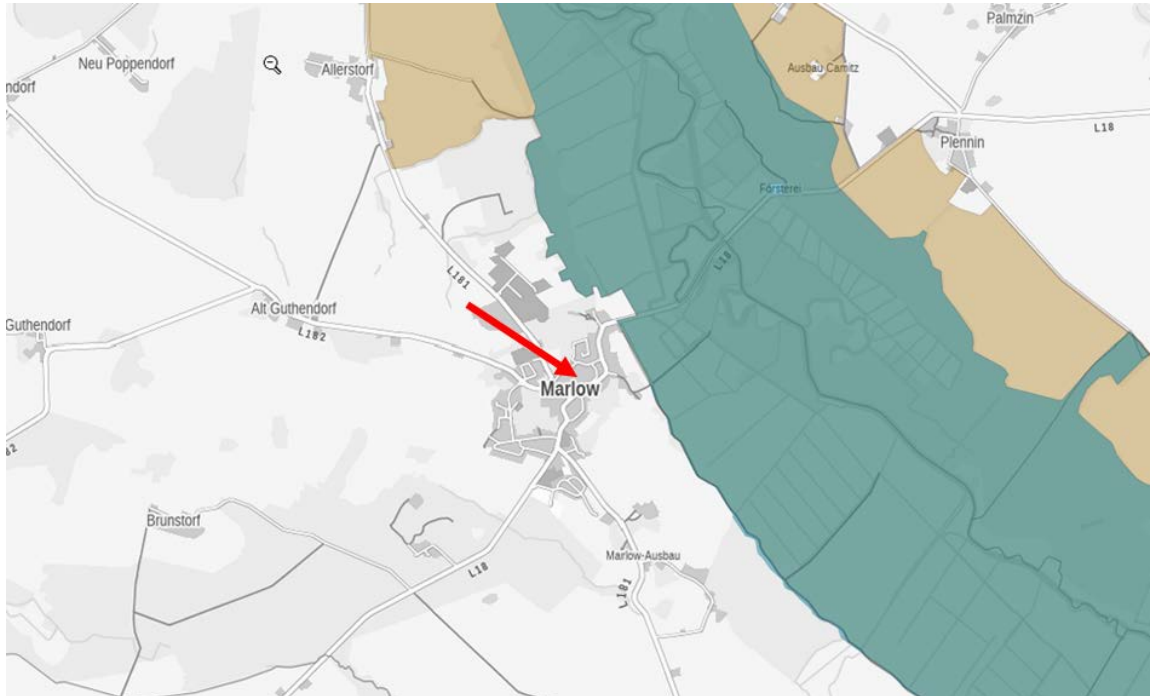 Palmzin
Neu Poppendorf
Allerstorf
Ausbau Camitz
ndorf
L18
Plennin
Försterei
L18
L181
Alt Guthendorf
Guthendorf
L182
Marlow
82
Brunstorf
Marlow-Ausbau
L18
L181